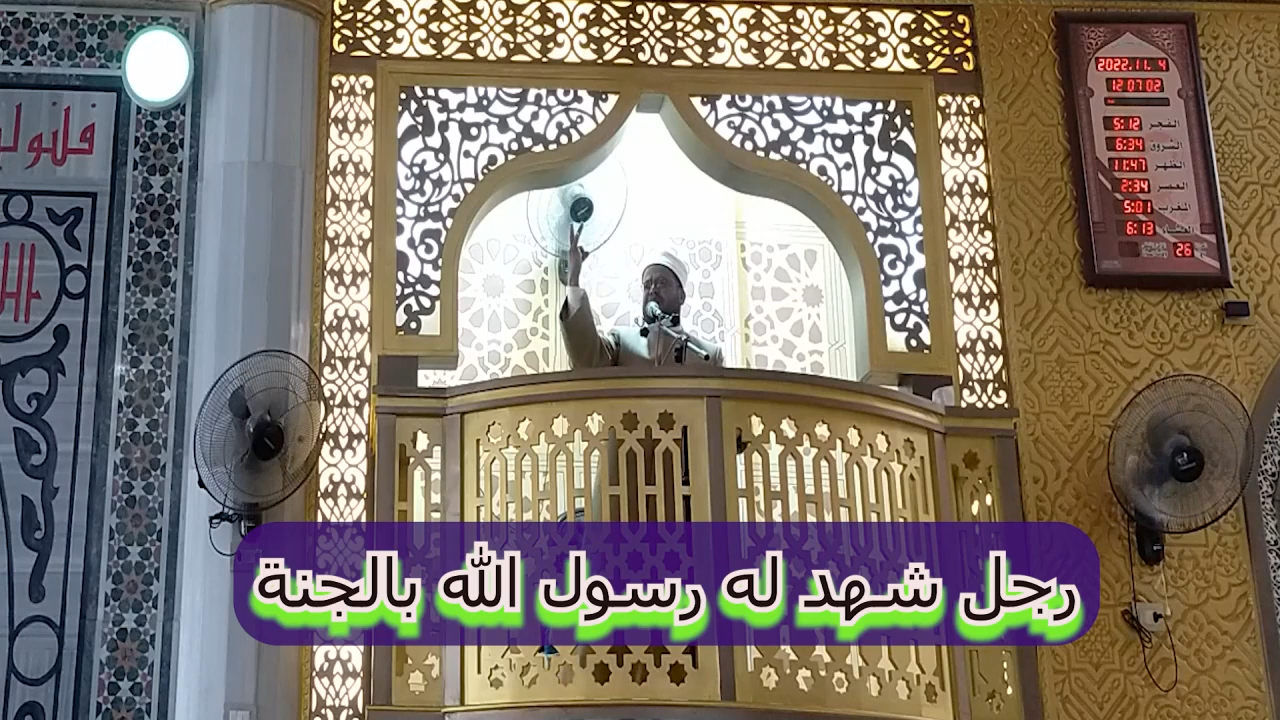 رجل شهد له رسول الله بالجنة
2022.11. 4
12 07 02
5:12 الفجر
6:34 الشروق
11:47 الظهر
2:34 العصر
5:01 المغرب
6:13 العشاء
26